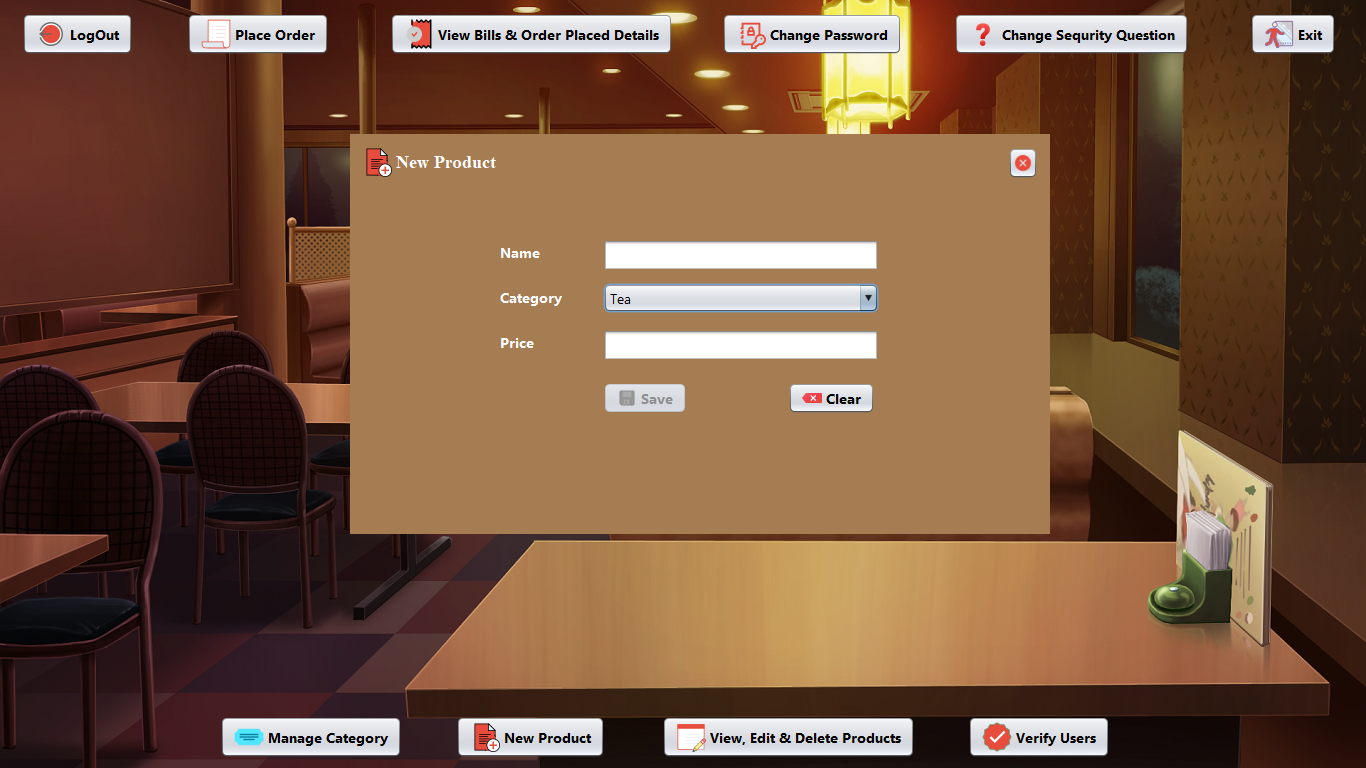 LogOut
Place Order
View Bills & Order Placed Details
Change Password
Change Sequrity Question
Exit
New Product
Name
Category
Tea
Price
Save
Clear
Manage Category
New Product
View, Edit & Delete Products
Verify Users